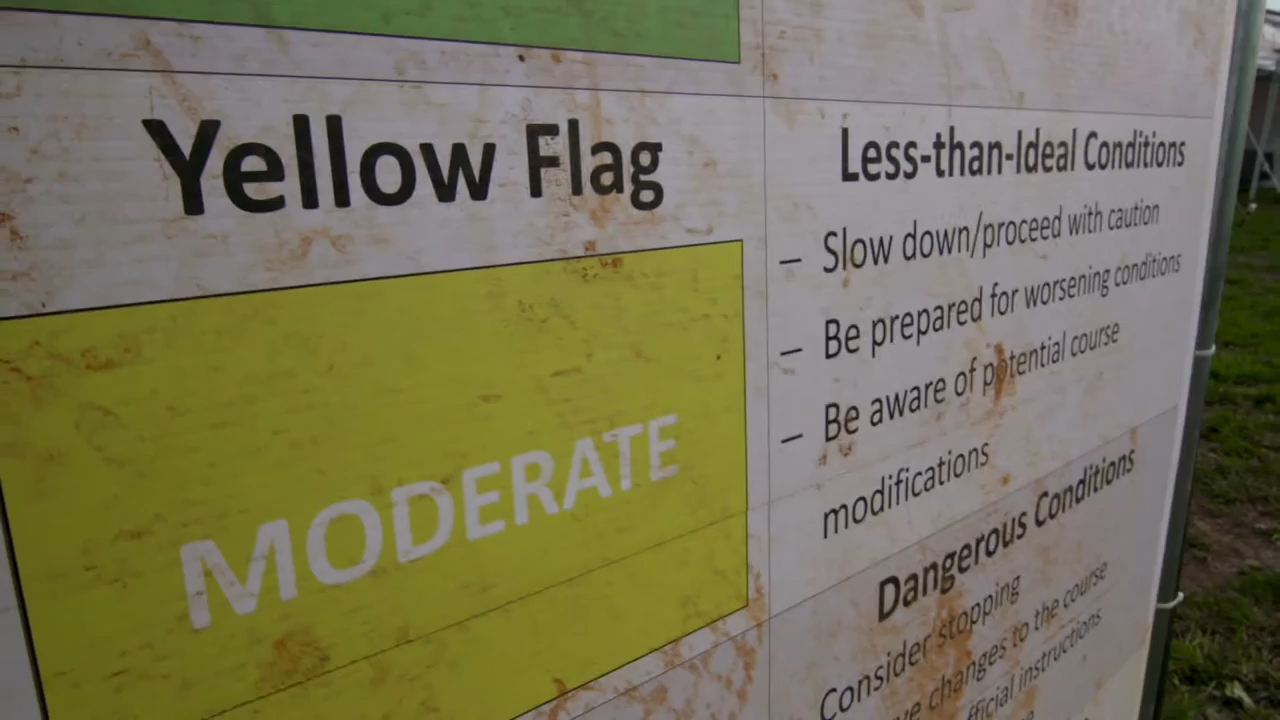 Yellow Flag
MODERATE
Less-than-Ideal Conditions
– Slow down/proceed with caution
– Be prepared for worsening conditions
– Be aware of potential course
modifications
Dangerous Conditions
Consider stopping
changes to the course
instructions